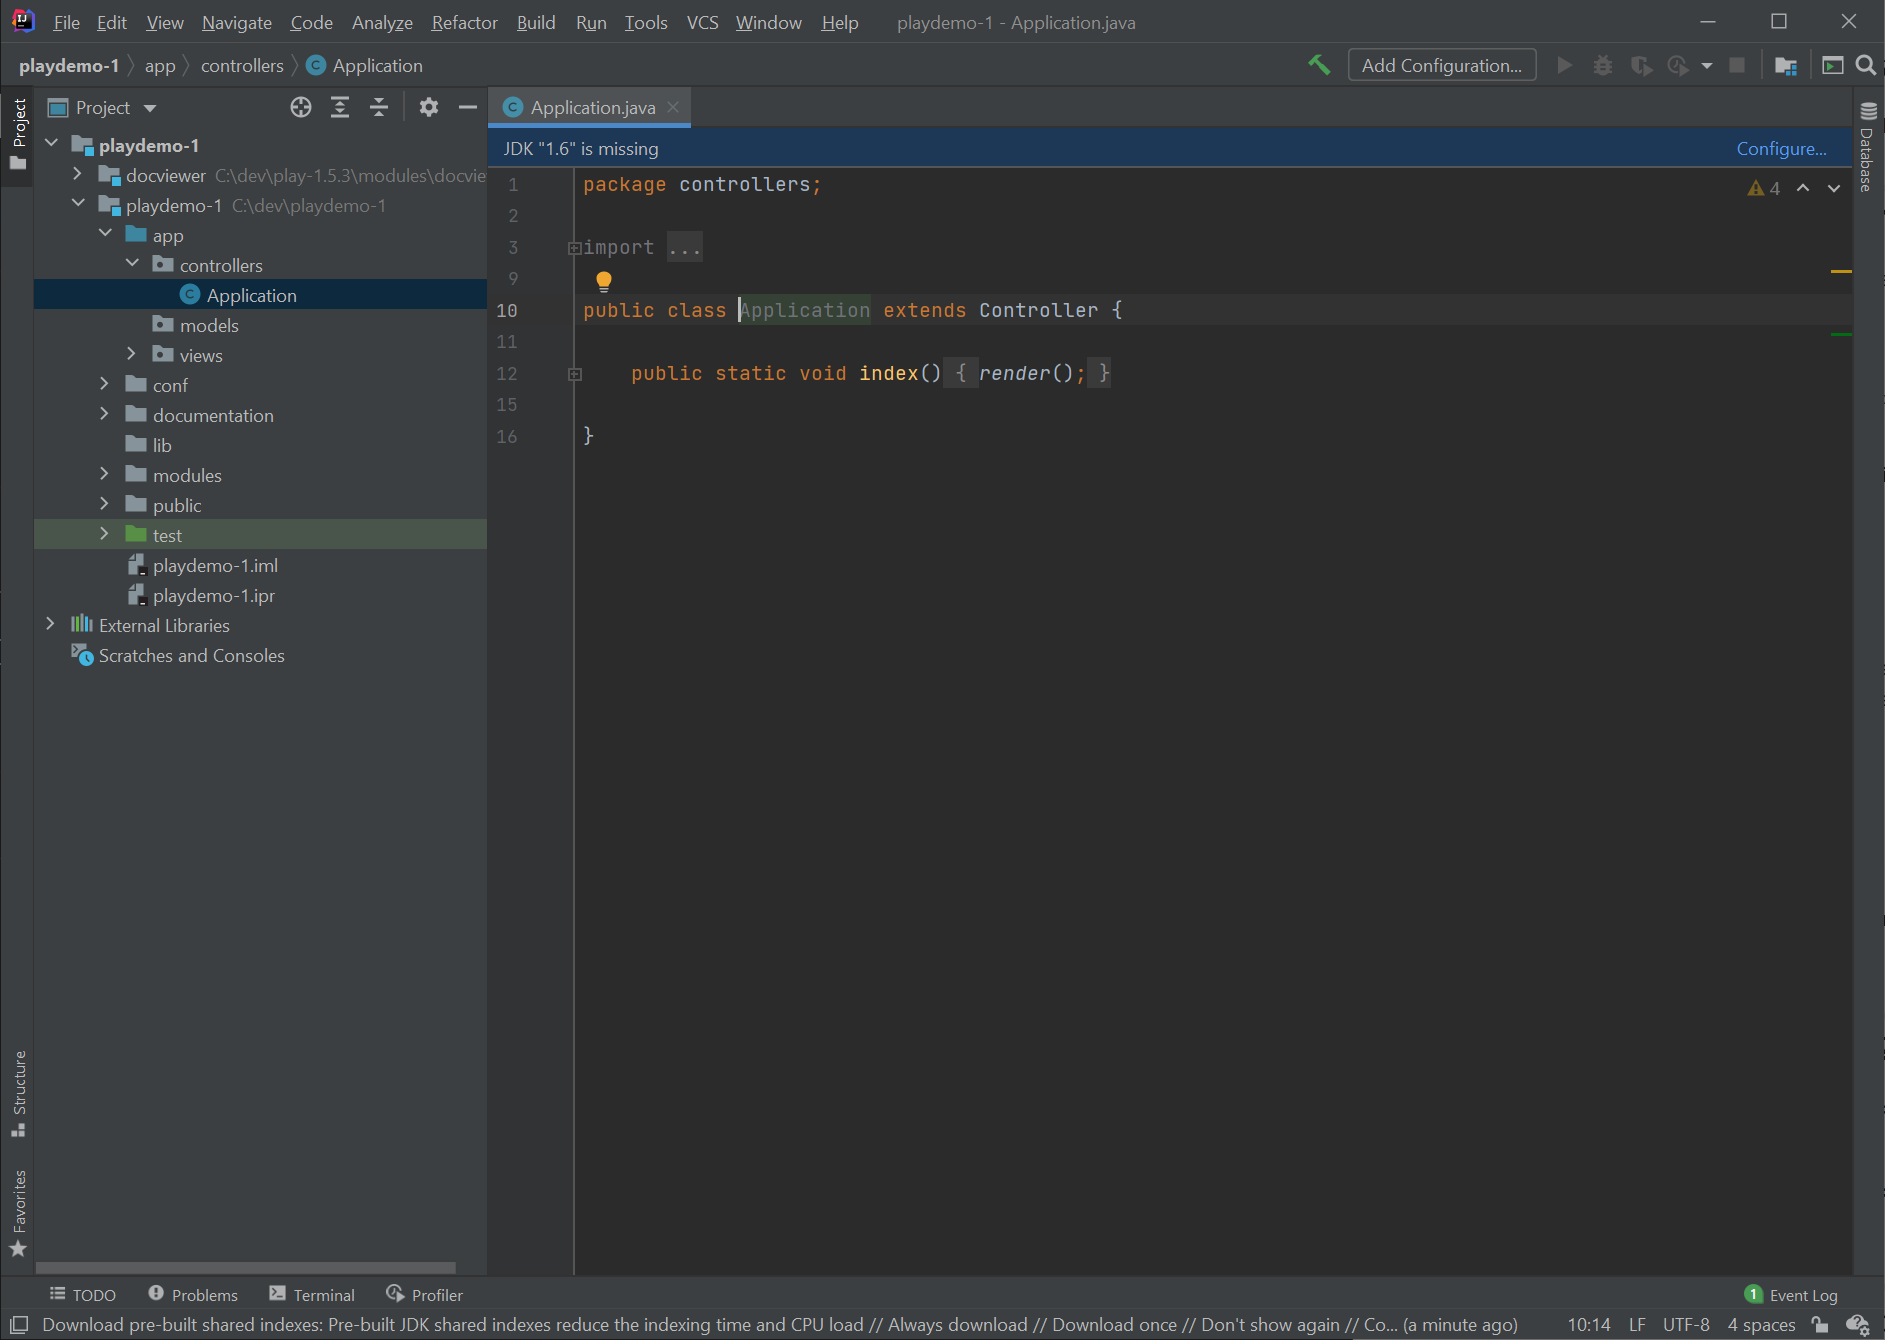 File Edit View Navigate Code Analyze Refactor Build Run Tools VCS Window Help playdemo-1 - Application.java
playdemo-1 app controllers Application Add Configuration...
Project
Project
Application.java
JDK "1.6" is missing Configure...
playdemo-1
docviewer C:\dev\play-1.5.3\modules\docvie
playdemo-1 C:\dev\playdemo-1
app
controllers
Application
models
views
conf
documentation
lib
modules
public
test
playdemo-1.iml
playdemo-1.ipr
External Libraries
Scratches and Consoles
1 package controllers; 4
2
3 import ...
9
10 public class Application extends Controller {
11
12 public static void index() { render(); }
15
16 }
Database
Structure
Favorites
TODO Problems Terminal Profiler 1 Event Log
Download pre-built shared indexes: Pre-built JDK shared indexes reduce the indexing time and CPU load // Always download // Download once // Don't show again // Co... (a minute ago) 10:14 LF UTF-8 4 spaces